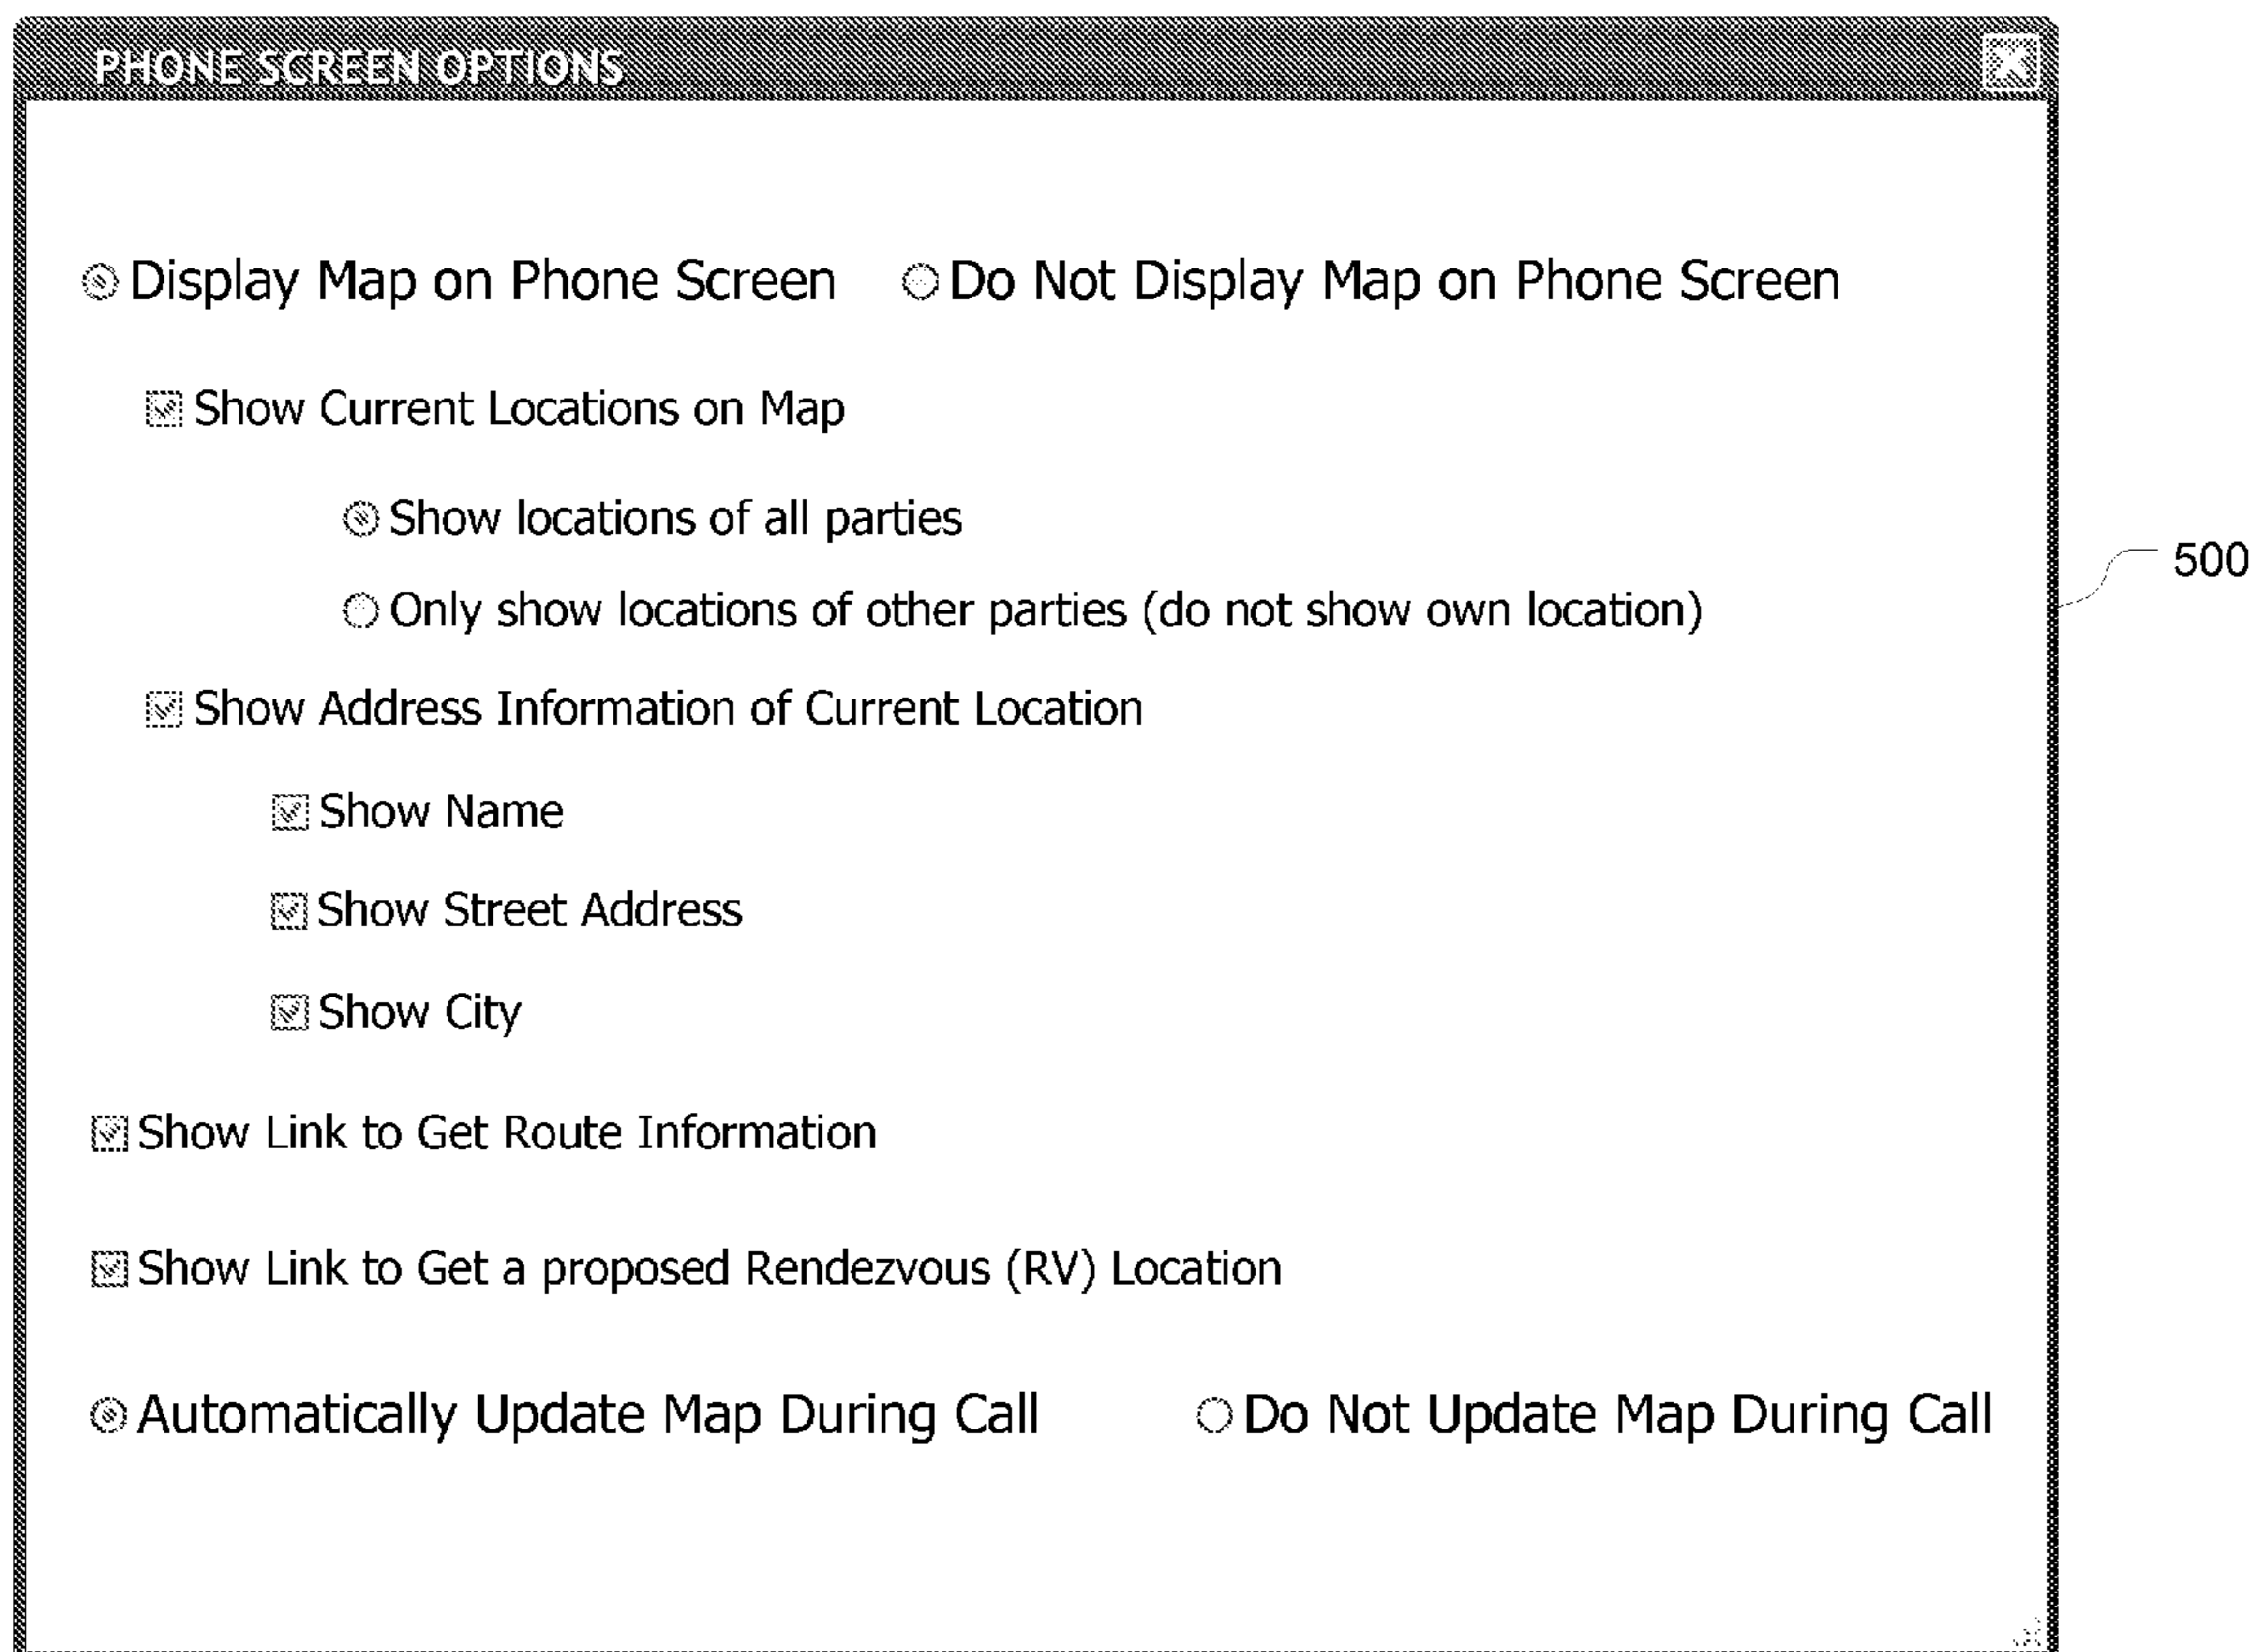 PHONE SCREEN OPTIONS
Display Map on Phone Screen Do Not Display Map on Phone Screen
Show Current Locations on Map
Show locations of all parties
Only show locations of other parties (do not show own location)
500
Show Address Information of Current Location
Show Name
Show Street Address
Show City
Show Link to Get Route Information
Show Link to Get a proposed Rendezvous (RV) Location
Automatically Update Map During Call Do Not Update Map During Call